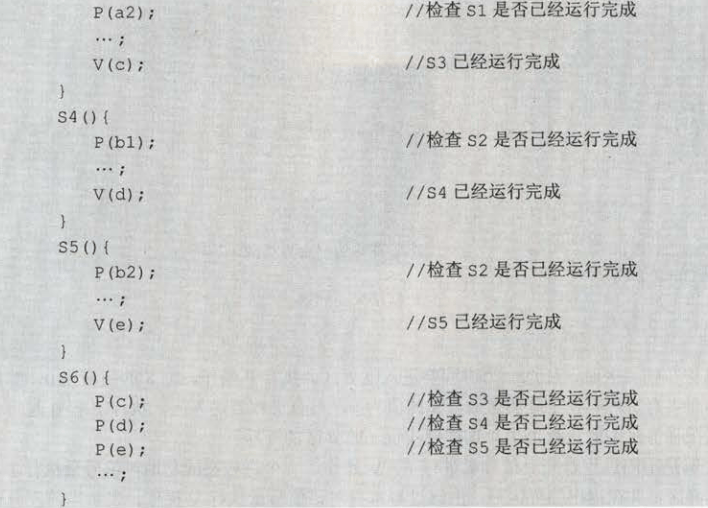 P(a2); //检查 S1 是否已经运行完成
…;
V(c); //S3 已经运行完成
}
S4(){
P(b1); //检查 S2 是否已经运行完成
…;
V(d); //S4 已经运行完成
}
S5(){
P(b2); //检查 S2 是否已经运行完成
…;
V(e); //S5 已经运行完成
}
S6(){
P(c); //检查 S3 是否已经运行完成
P(d); //检查 S4 是否已经运行完成
P(e); //检查 S5 是否已经运行完成
…;
}